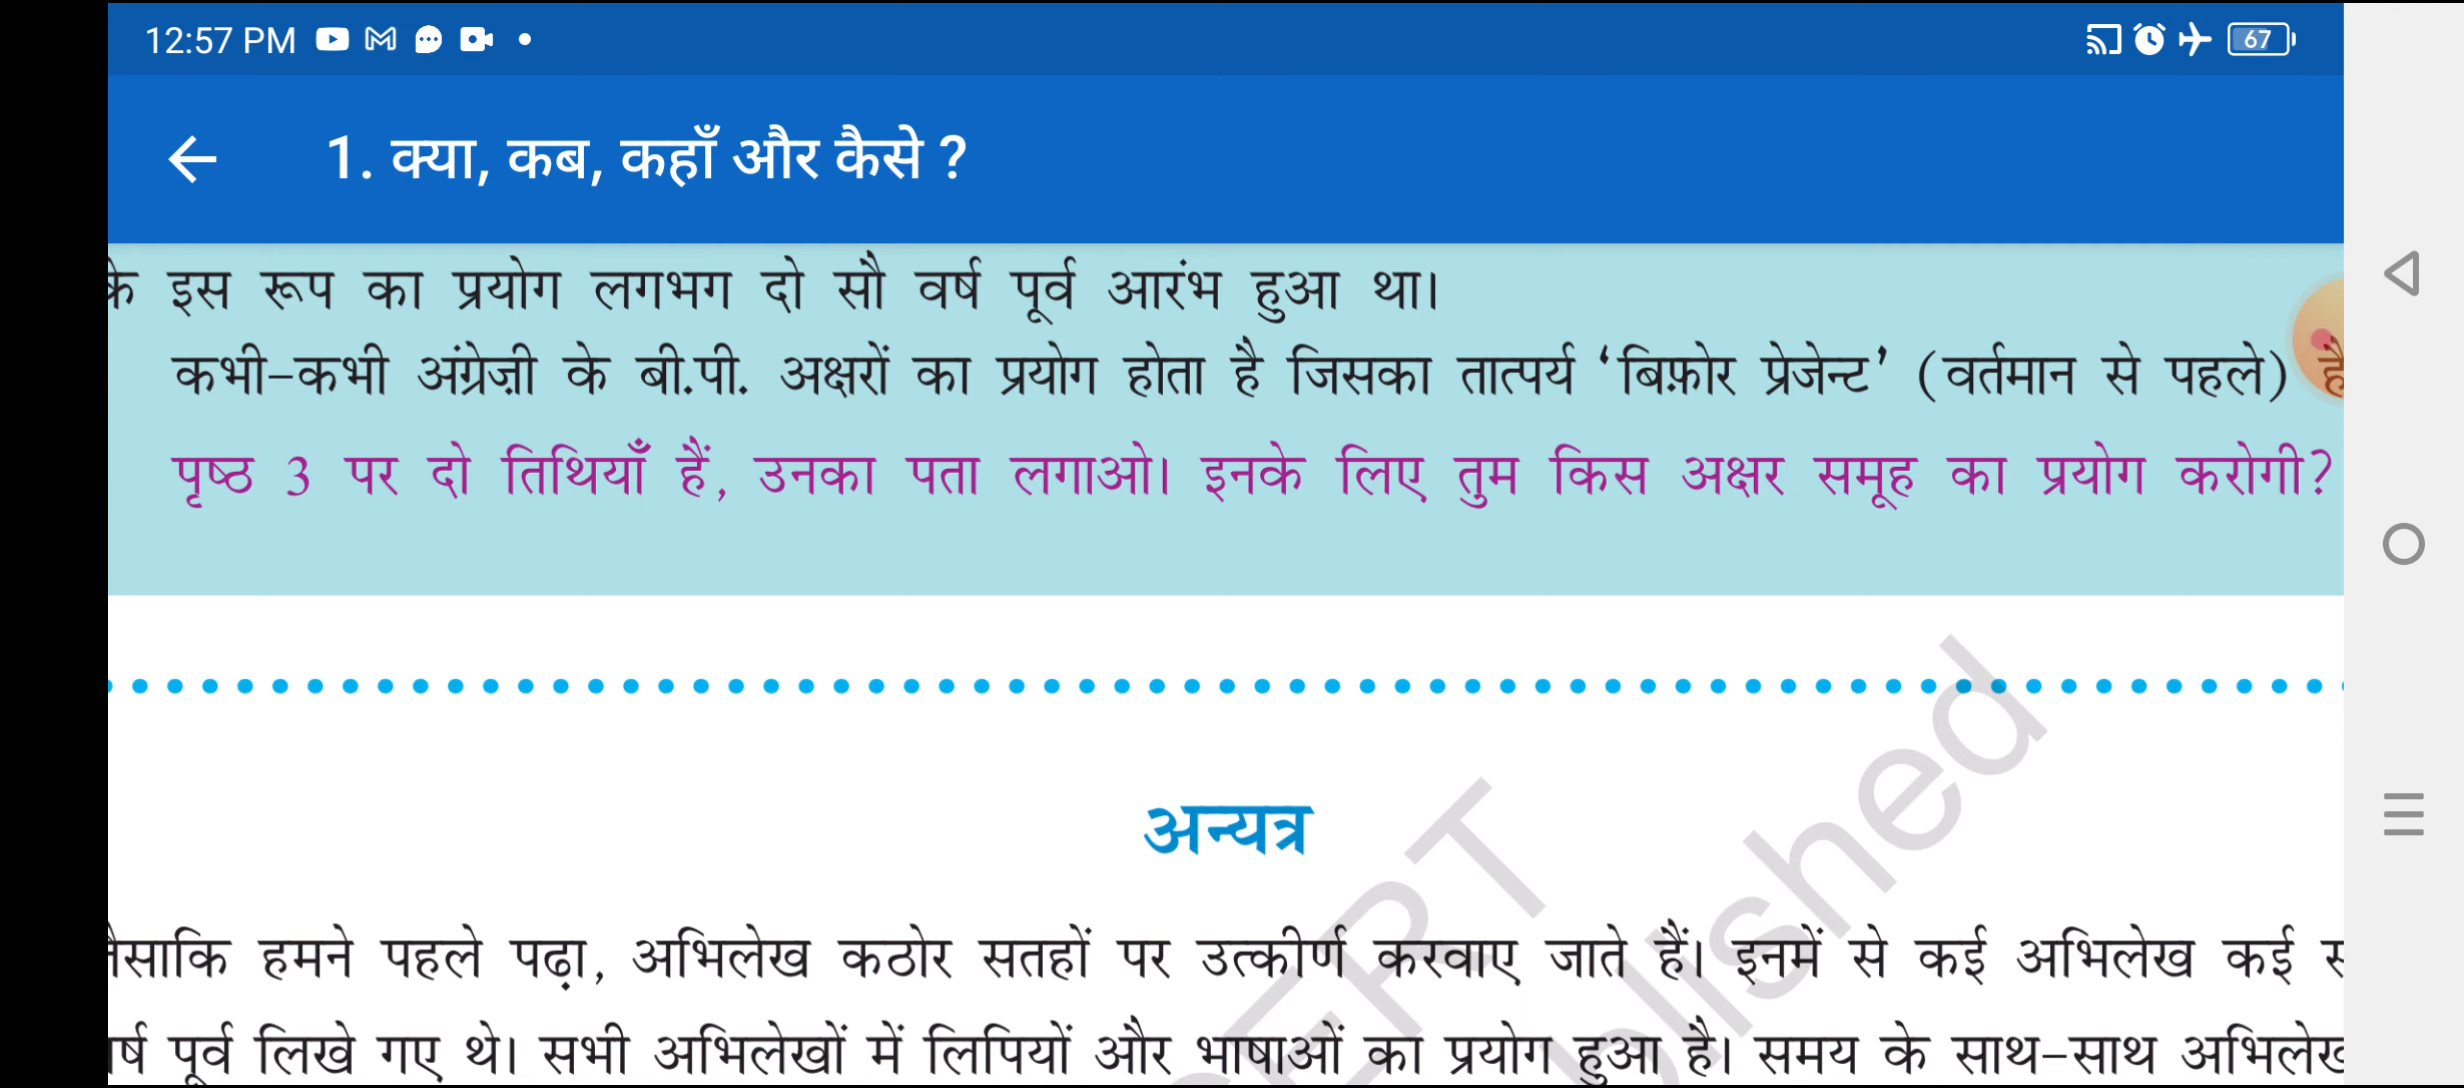 12:57 PM
67
1. क्या, कब, कहाँ और कैसे ?
के इस रूप का प्रयोग लगभग दो सौ वर्ष पूर्व आरंभ हुआ था।
कभी-कभी अंग्रेज़ी के बी.पी. अक्षरों का प्रयोग होता है जिसका तात्पर्य ‘बिफ़ोर प्रेजेन्ट’ (वर्तमान से पहले) है
पृष्ठ 3 पर दो तिथियाँ हैं, उनका पता लगाओ। इनके लिए तुम किस अक्षर समूह का प्रयोग करोगी?
अन्यत्र
हमने पहले पढ़ा, अभिलेख कठोर सतहों पर उत्कीर्ण करवाए जाते हैं। इनमें से कई अभिलेख कई
पूर्व लिखे गए थे। सभी अभिलेखों में लिपियों और भाषाओं का प्रयोग हुआ है। समय के साथ-साथ